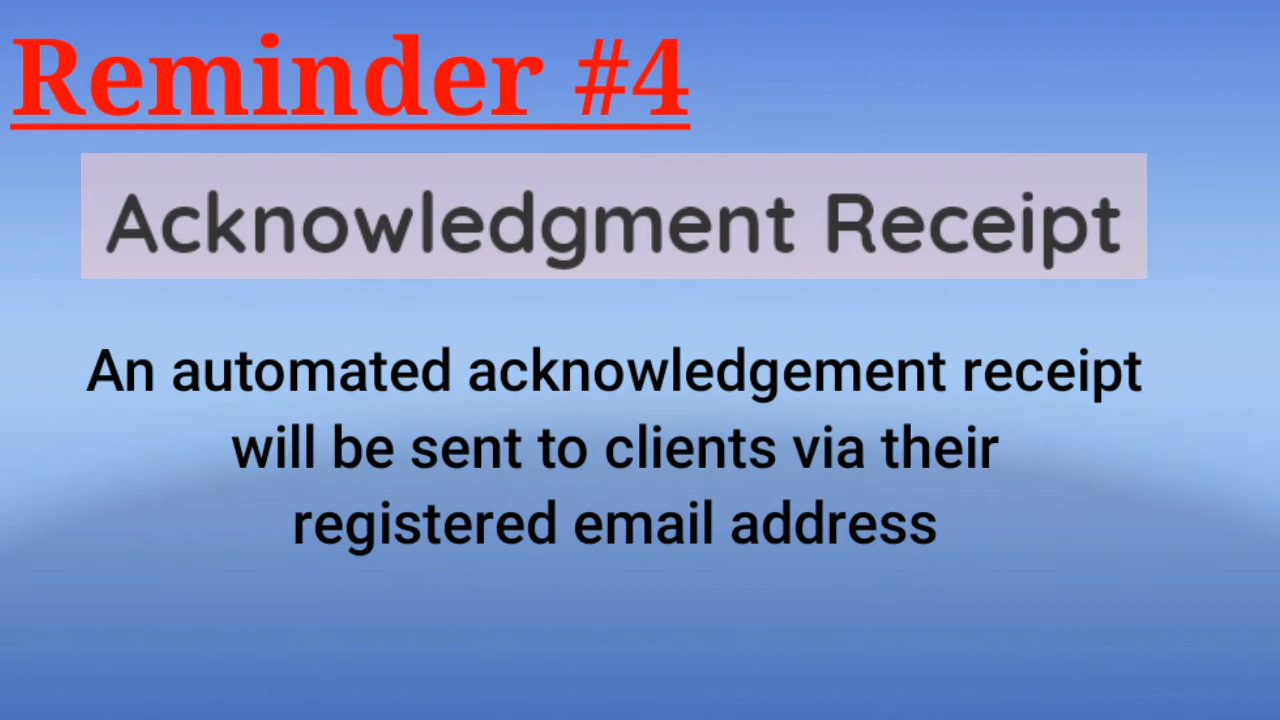 Reminder #4
Acknowledgment Receipt
An automated acknowledgement receipt
will be sent to clients via their
registered email address